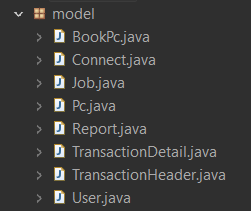 model
BookPc.java
Connect.java
Job.java
Pc.java
Report.java
TransactionDetail.java
TransactionHeader.java
User.java